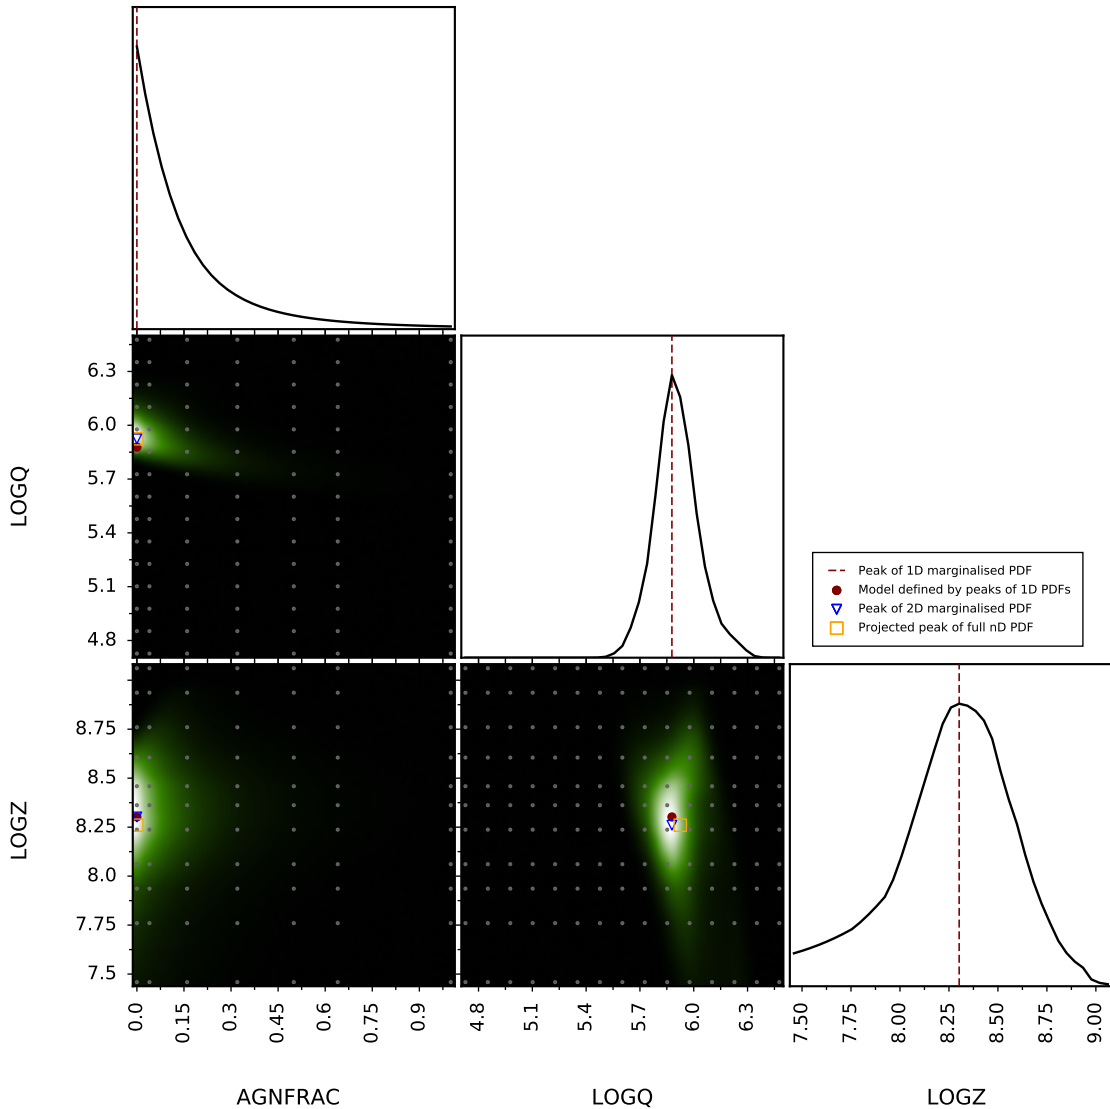 6.3
6.0
5.7
5.4
5.1
4.8
LOGQ
Peak of 1D marginalised PDF
Model defined by peaks of 1D PDFs
Peak of 2D marginalised PDF
Projected peak of full nD PDF
8.75
8.5
8.25
8.0
7.75
7.5
LOGZ
0.0 0.15 0.3 0.45 0.6 0.75 0.9
4.8 5.1 5.4 5.7 6.0 6.3
7.50 7.75 8.00 8.25 8.50 8.75 9.00
AGNFRAC
LOGQ
LOGZ